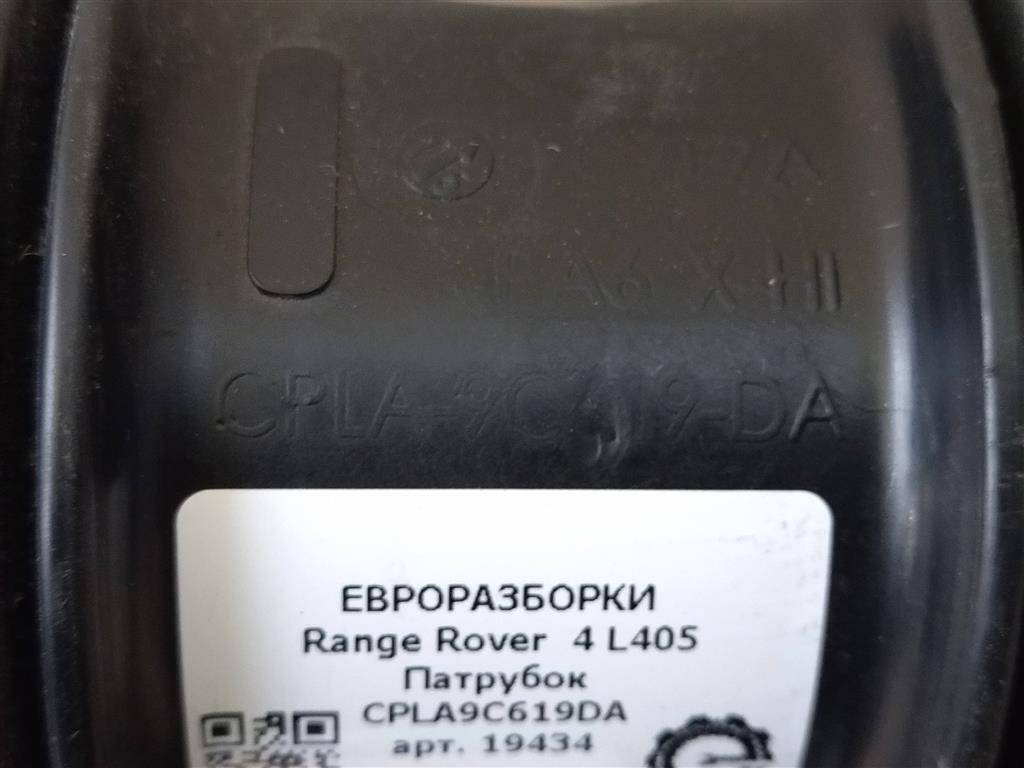 A6 X HI
CPLA-9C619-DA
ЕВРОРАЗБОРКИ
Range Rover 4 L405
Патрубок
CPLA9C619DA
арт. 19434